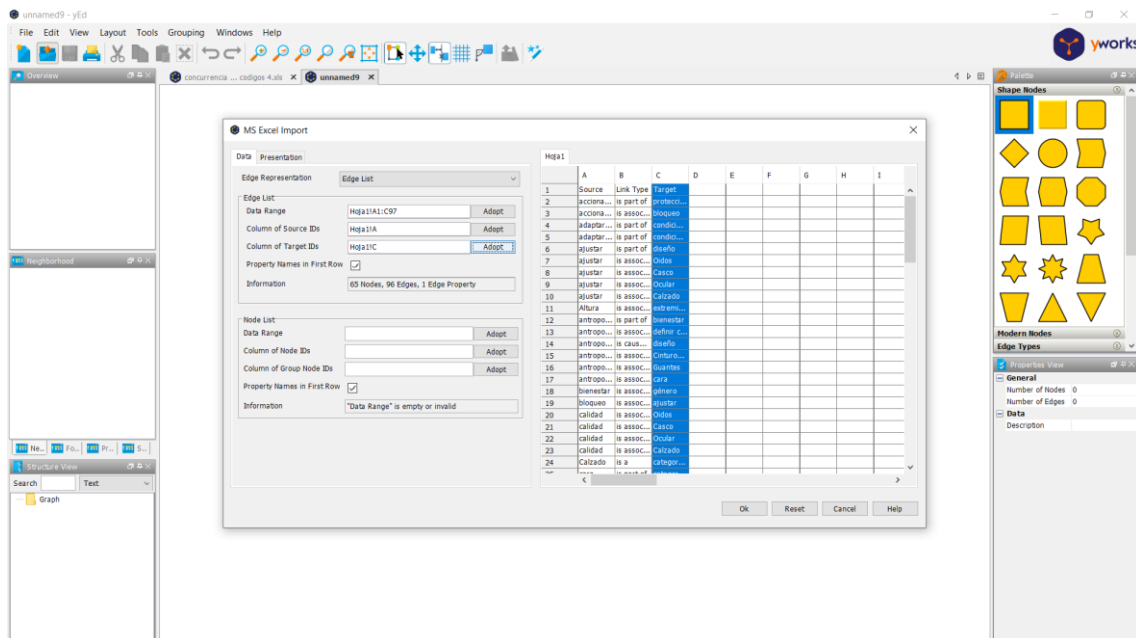 unnamed9 - yEd
File Edit View Layout Tools Grouping Windows Help
yworks
Overview
concurrencia ... codigos 4.xls
unnamed9
Palette
Shape Nodes
MS Excel Import
Data Presentation
Hoja1
Edge Representation Edge List
Edge List
Data Range Hoja1!A1:C97 Adopt
Column of Source IDs Hoja1!A Adopt
Column of Target IDs Hoja1!C Adopt
Property Names in First Row
Information 65 Nodes, 96 Edges, 1 Edge Property
Node List
Data Range Adopt
Column of Node IDs Adopt
Column of Group Node IDs Adopt
Property Names in First Row
Information "Data Range" is empty or invalid
A B C D E F G H I
1 Source Link Type Target
2 acciona... is part of protecci...
3 acciona... is assoc... bloqueo
4 adaptar... is part of condici...
5 adaptar... is part of condici...
6 ajustar is part of diseño
7 ajustar is assoc... Oidos
8 ajustar is assoc... Casco
9 ajustar is assoc... Ocular
10 ajustar is assoc... Calzado
11 Altura is assoc... extremi...
12 antropo... is part of bienestar
13 antropo... is assoc... definir c...
14 antropo... is caus... diseño
15 antropo... is assoc... Cinturo...
16 antropo... is assoc... Guantes
17 antropo... is assoc... cara
18 bienestar is assoc... género
19 bloqueo is assoc... ajustar
20 calidad is assoc... Oidos
21 calidad is assoc... Casco
22 calidad is assoc... Ocular
23 calidad is assoc... Calzado
24 Calzado is a categor...
Ok Reset Cancel Help
Neighborhood
Ne... Fo... Pr... S...
Structure View
Search Text
Graph
Modern Nodes
Edge Types
Properties View
General
Number of Nodes 0
Number of Edges 0
Data
Description